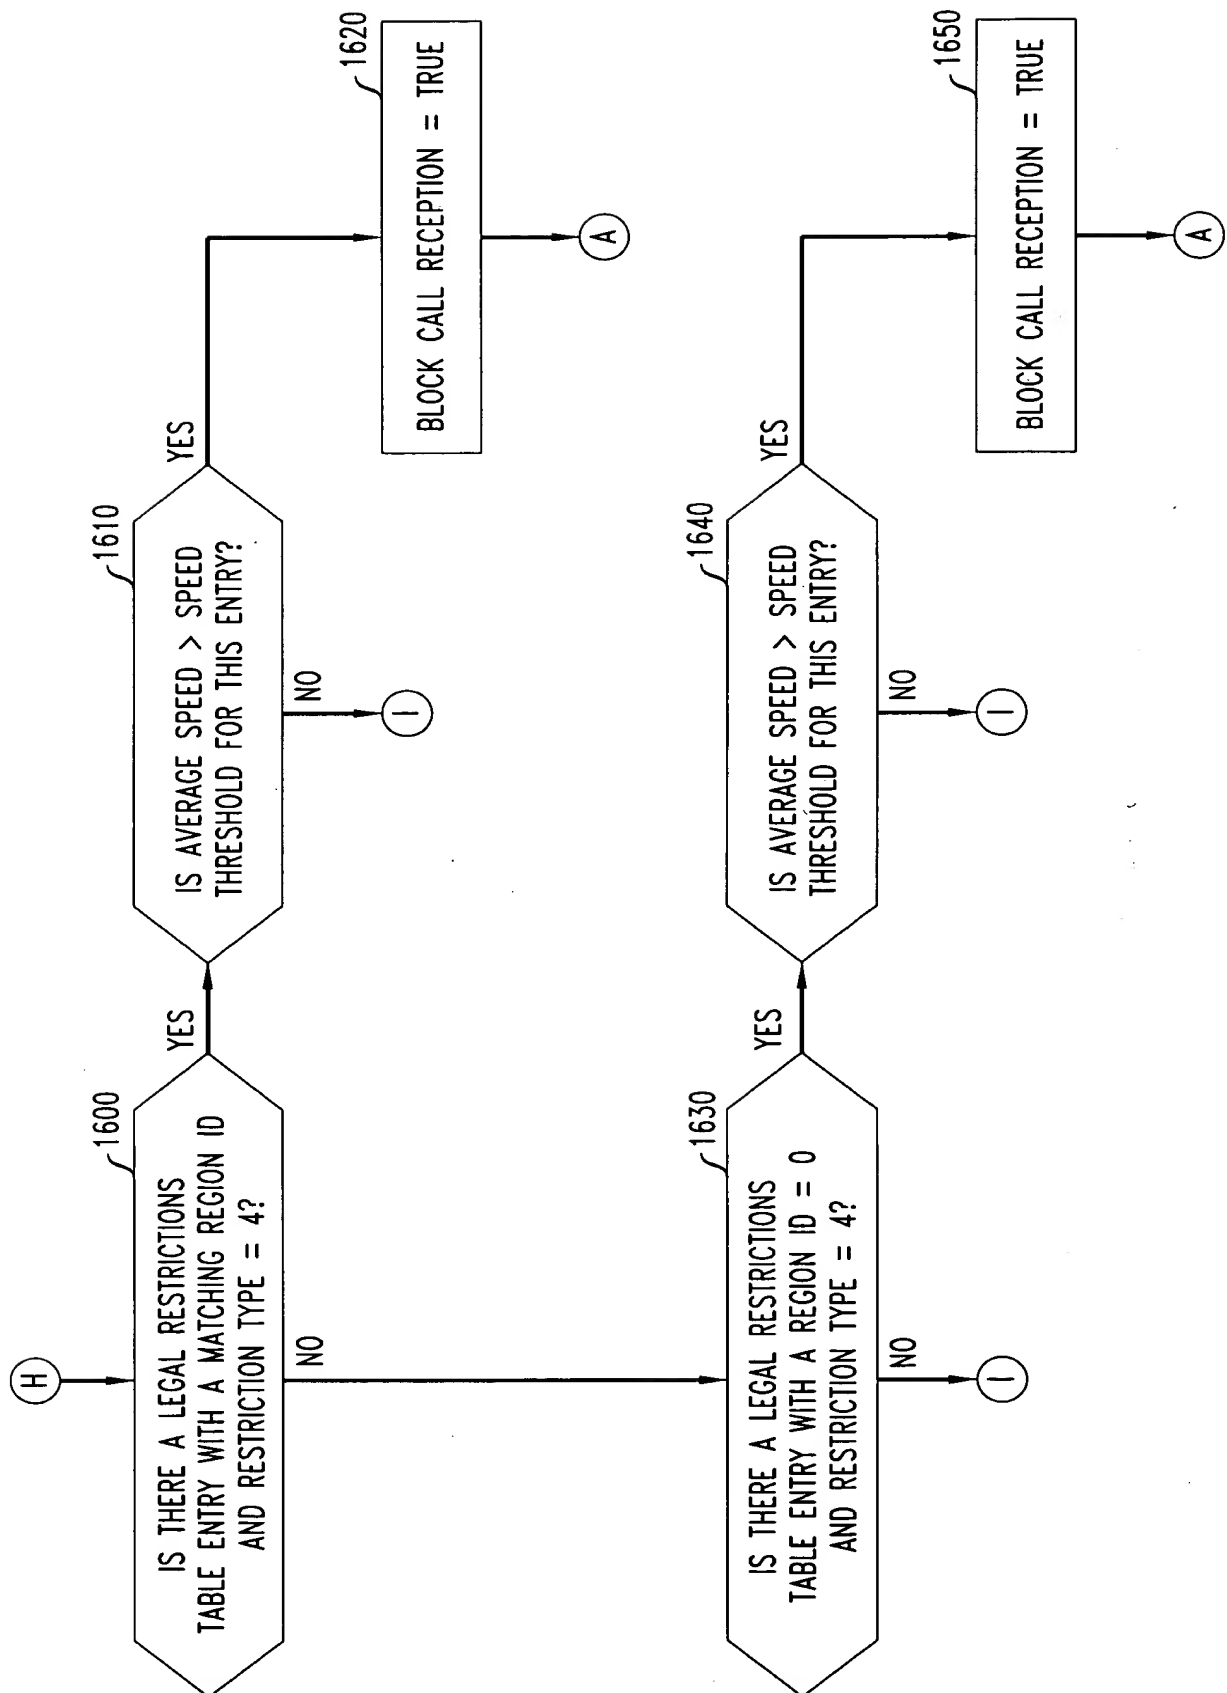 H
1600
IS THERE A LEGAL RESTRICTIONS
TABLE ENTRY WITH A MATCHING REGION ID
AND RESTRICTION TYPE = 4?
YES
NO
1610
IS AVERAGE SPEED > SPEED
THRESHOLD FOR THIS ENTRY?
YES
NO
I
1620
BLOCK CALL RECEPTION = TRUE
A
1630
IS THERE A LEGAL RESTRICTIONS
TABLE ENTRY WITH A REGION ID = 0
AND RESTRICTION TYPE = 4?
YES
NO
I
1640
IS AVERAGE SPEED > SPEED
THRESHOLD FOR THIS ENTRY?
YES
NO
I
1650
BLOCK CALL RECEPTION = TRUE
A